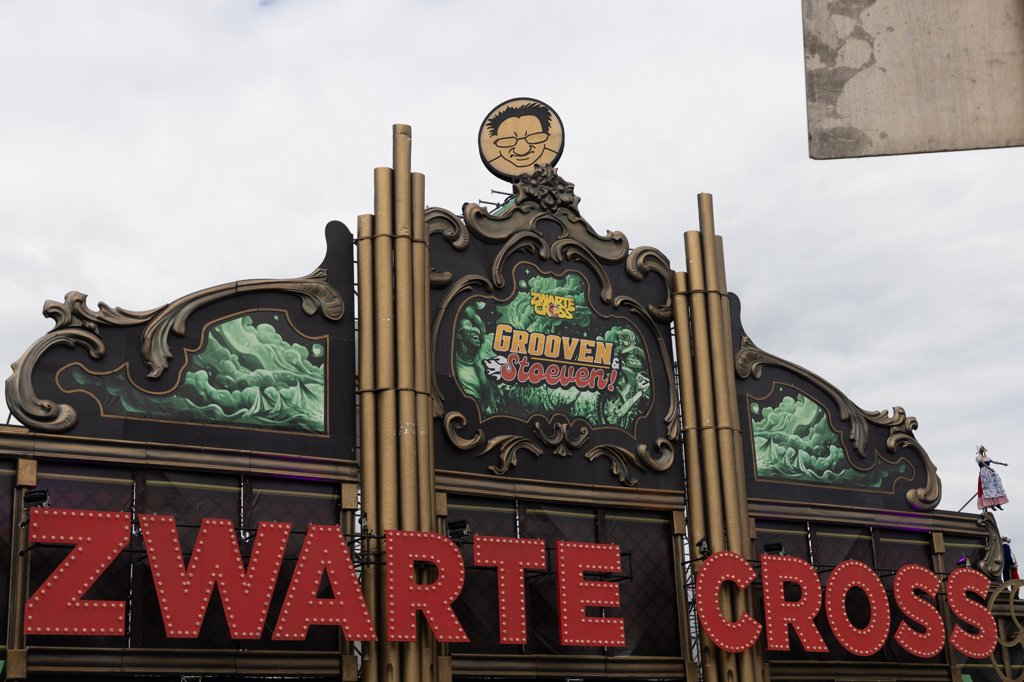 ZWARTE
CROSS
GROOVEN
& Stoeven!
ZWARTE CROSS